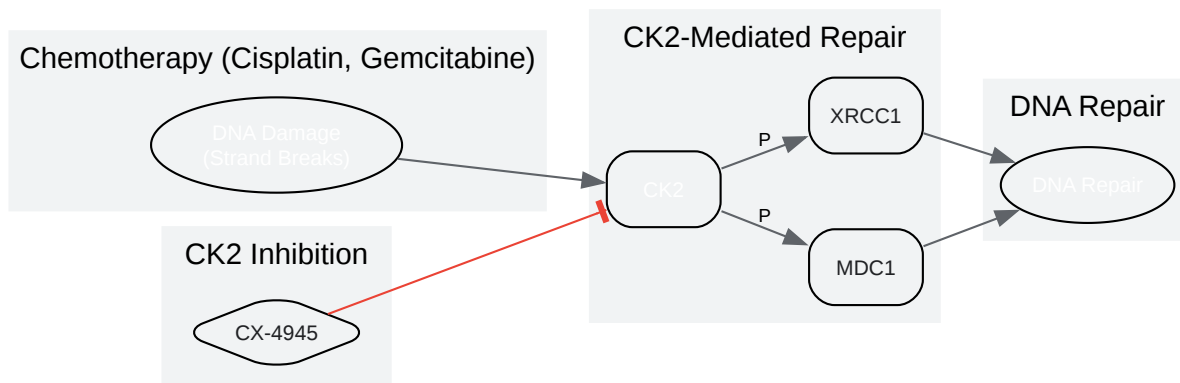 Chemotherapy (Cisplatin, Gemcitabine)
DNA Damage
(Strand Breaks)
CK2 Inhibition
CX-4945
CK2-Mediated Repair
CK2
P
P
XRCC1
MDC1
DNA Repair
DNA Repair